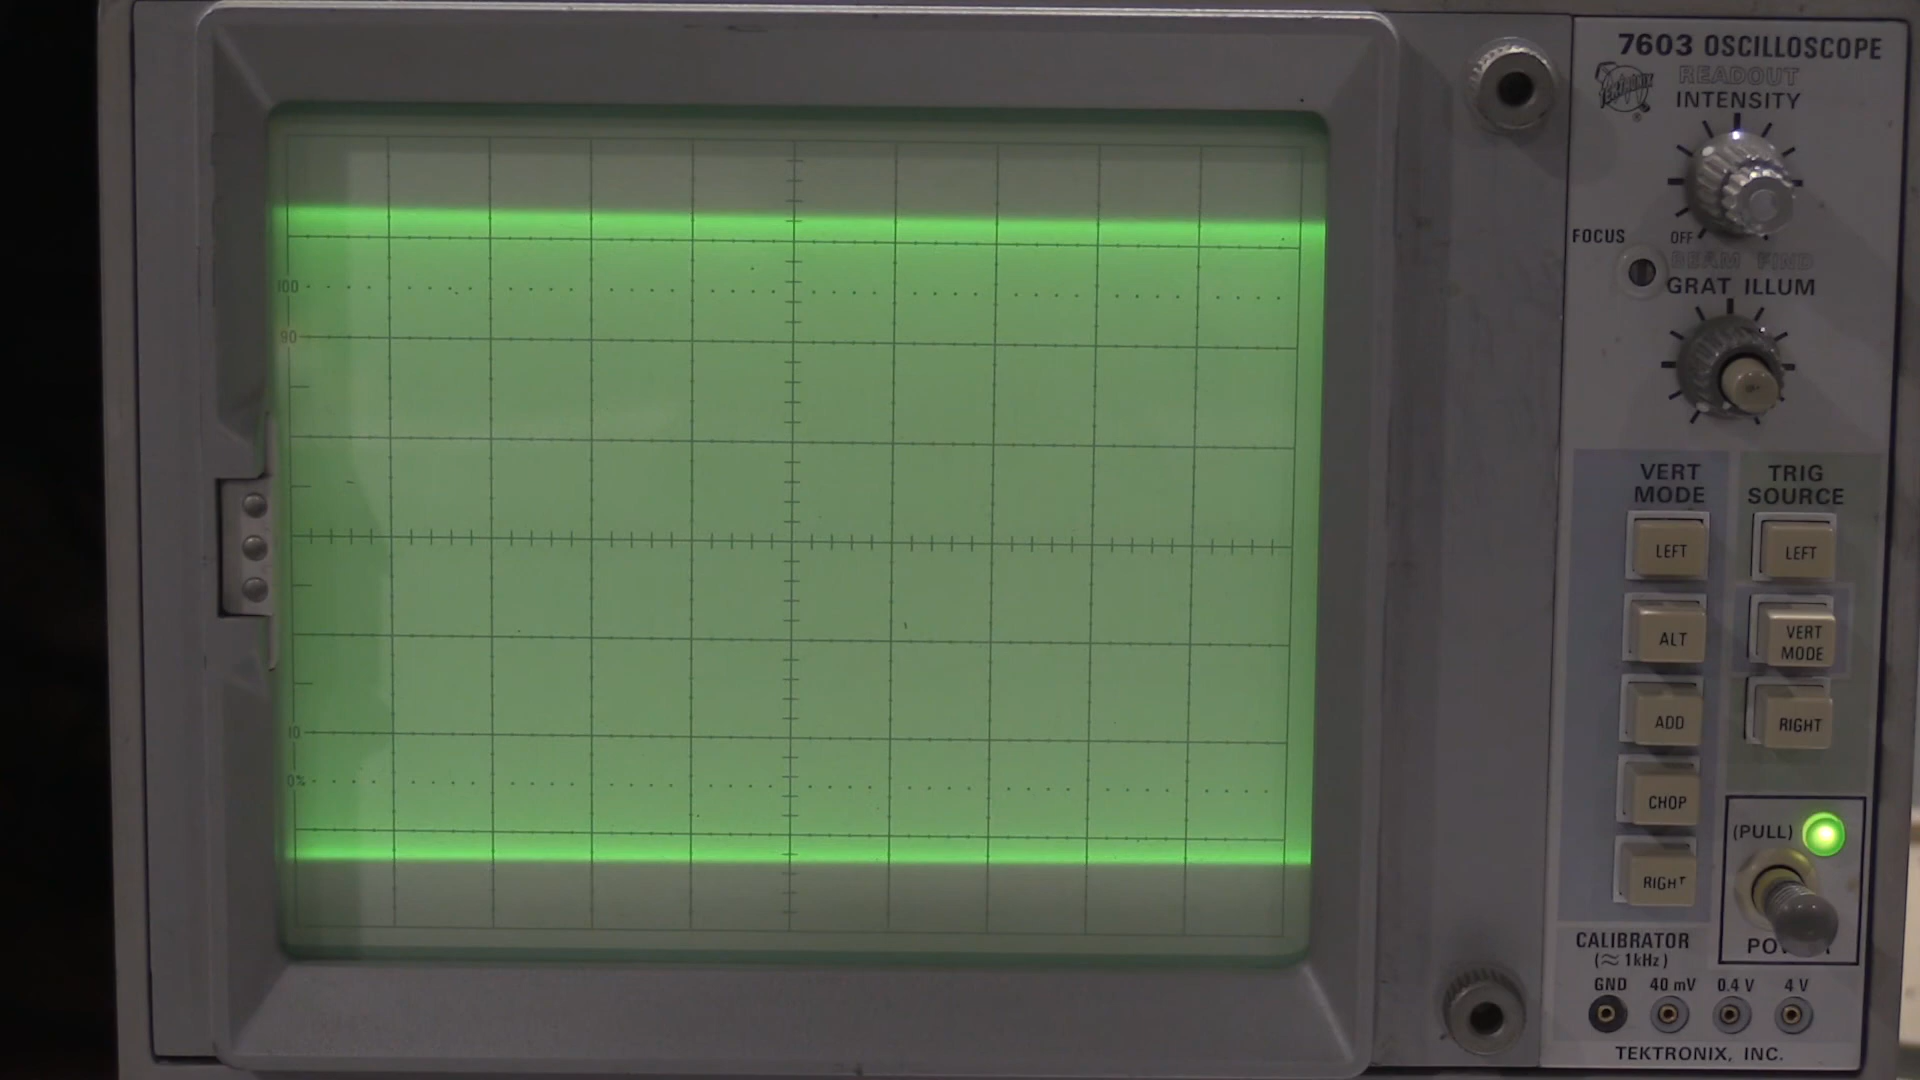 7603 OSCILLOSCOPE
TEKTRONIX
®
READOUT
INTENSITY
FOCUS
OFF
BEAM FIND
GRAT ILLUM
100
90
10
0%
VERT
MODE
TRIG
SOURCE
LEFT
LEFT
ALT
VERT
MODE
ADD
RIGHT
CHOP
(PULL)
RIGHT
CALIBRATOR
(≈ 1kHz)
GND
40 mV
0.4 V
4 V
TEKTRONIX, INC.